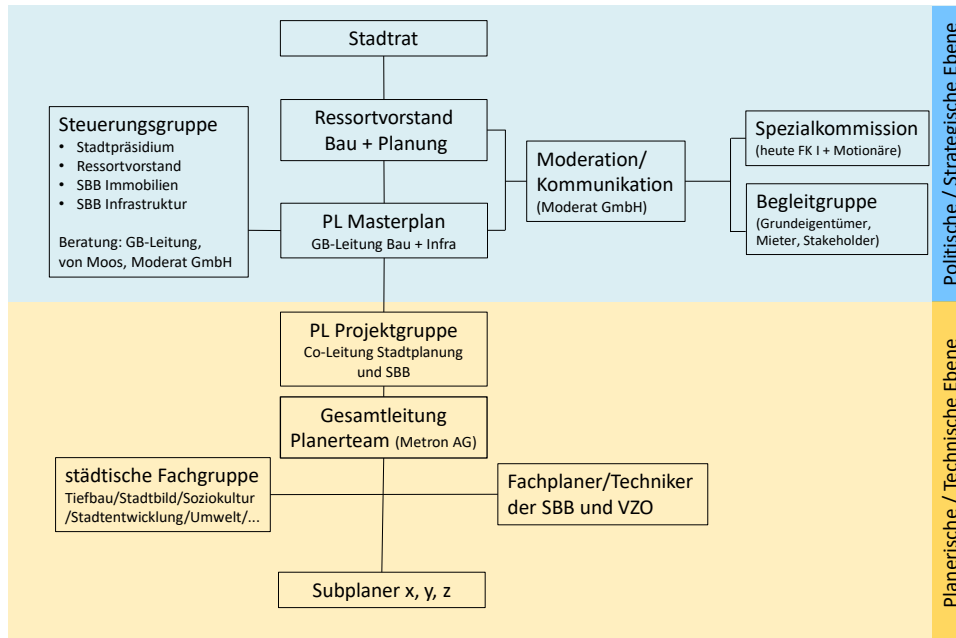 Stadtrat
Ressortvorstand
Bau + Planung
Steuerungsgruppe
• Stadtpräsidium
• Ressortvorstand
• SBB Immobilien
• SBB Infrastruktur
Beratung: GB-Leitung,
von Moos, Moderat GmbH
PL Masterplan
GB-Leitung Bau + Infra
Moderation/
Kommunikation
(Moderat GmbH)
Spezialkommission
(heute FK I + Motionäre)
Begleitgruppe
(Grundeigentümer,
Mieter, Stakeholder)
Politische / Strategische Ebene
PL Projektgruppe
Co-Leitung Stadtplanung
und SBB
Gesamtleitung
Planerteam (Metron AG)
städtische Fachgruppe
Tiefbau/Stadtbild/Soziokultur
/Stadtentwicklung/Umwelt/...
Fachplaner/Techniker
der SBB und VZO
Subplaner x, y, z
Planerische / Technische Ebene